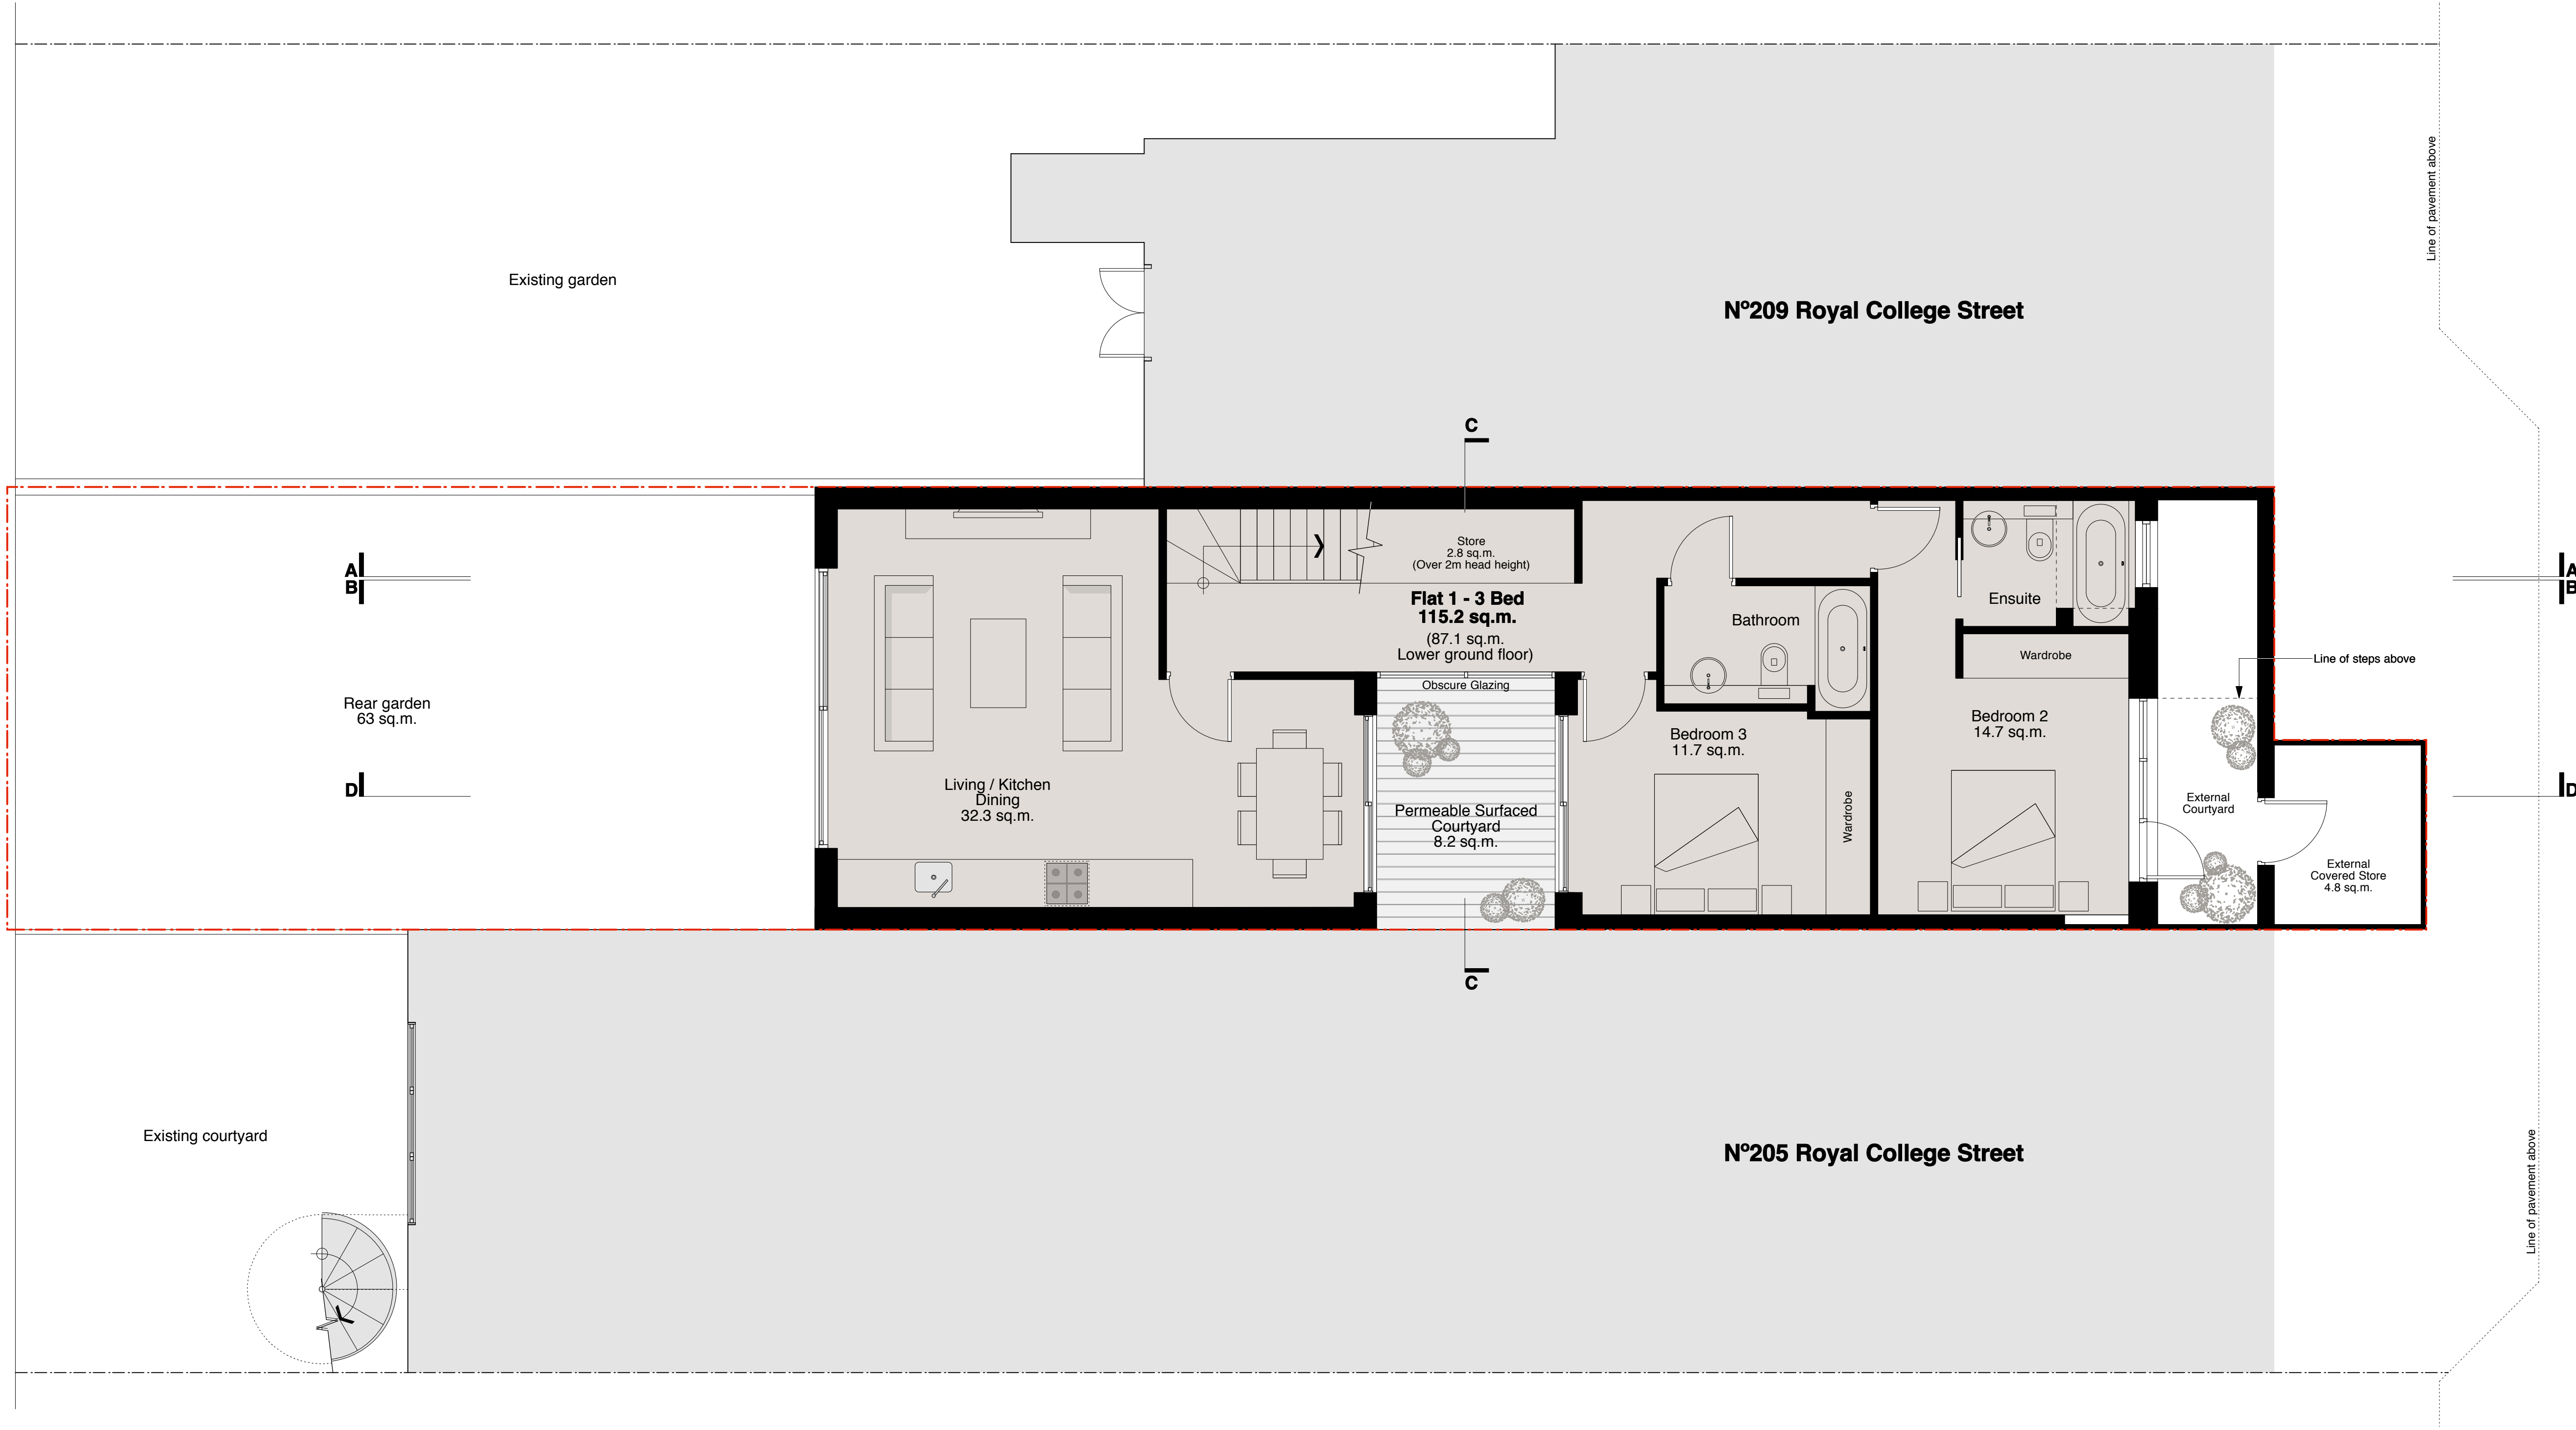 Line of pavement above
Existing garden
Nº209 Royal College Street
C
A
B
A
B
Store
2.8 sq.m.
(Over 2m head height)
Flat 1 - 3 Bed
115.2 sq.m.
(87.1 sq.m.
Lower ground floor)
Bathroom
Ensuite
Wardrobe
Line of steps above
Obscure Glazing
Rear garden
63 sq.m.
Bedroom 2
14.7 sq.m.
Bedroom 3
11.7 sq.m.
Living / Kitchen
Dining
32.3 sq.m.
D
D
Permeable Surfaced
Courtyard
8.2 sq.m.
Wardrobe
External
Courtyard
External
Covered Store
4.8 sq.m.
C
Existing courtyard
Nº205 Royal College Street
Line of pavement above